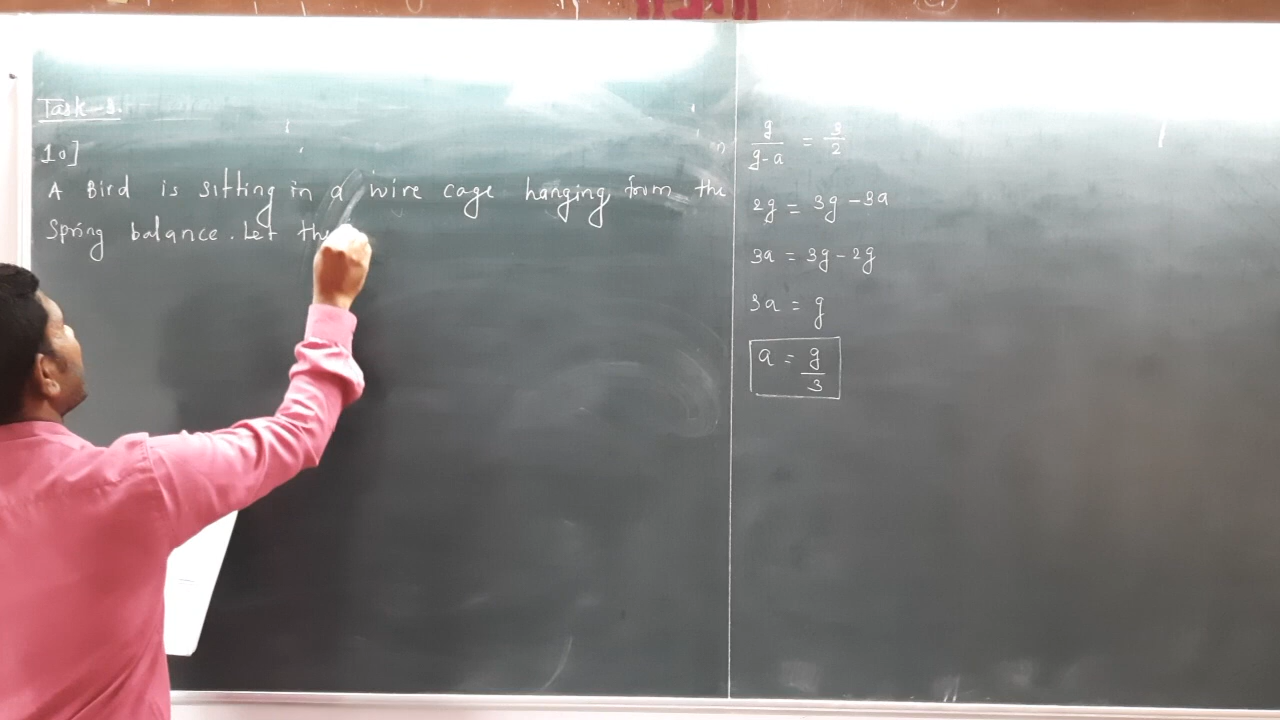 Task-3.
10]
A Bird is sitting in a wire cage hanging from the
Spring balance. Let the
g/g-a = 3/2
2g = 3g - 3a
3a = 3g - 2g
3a = g
a = g/3